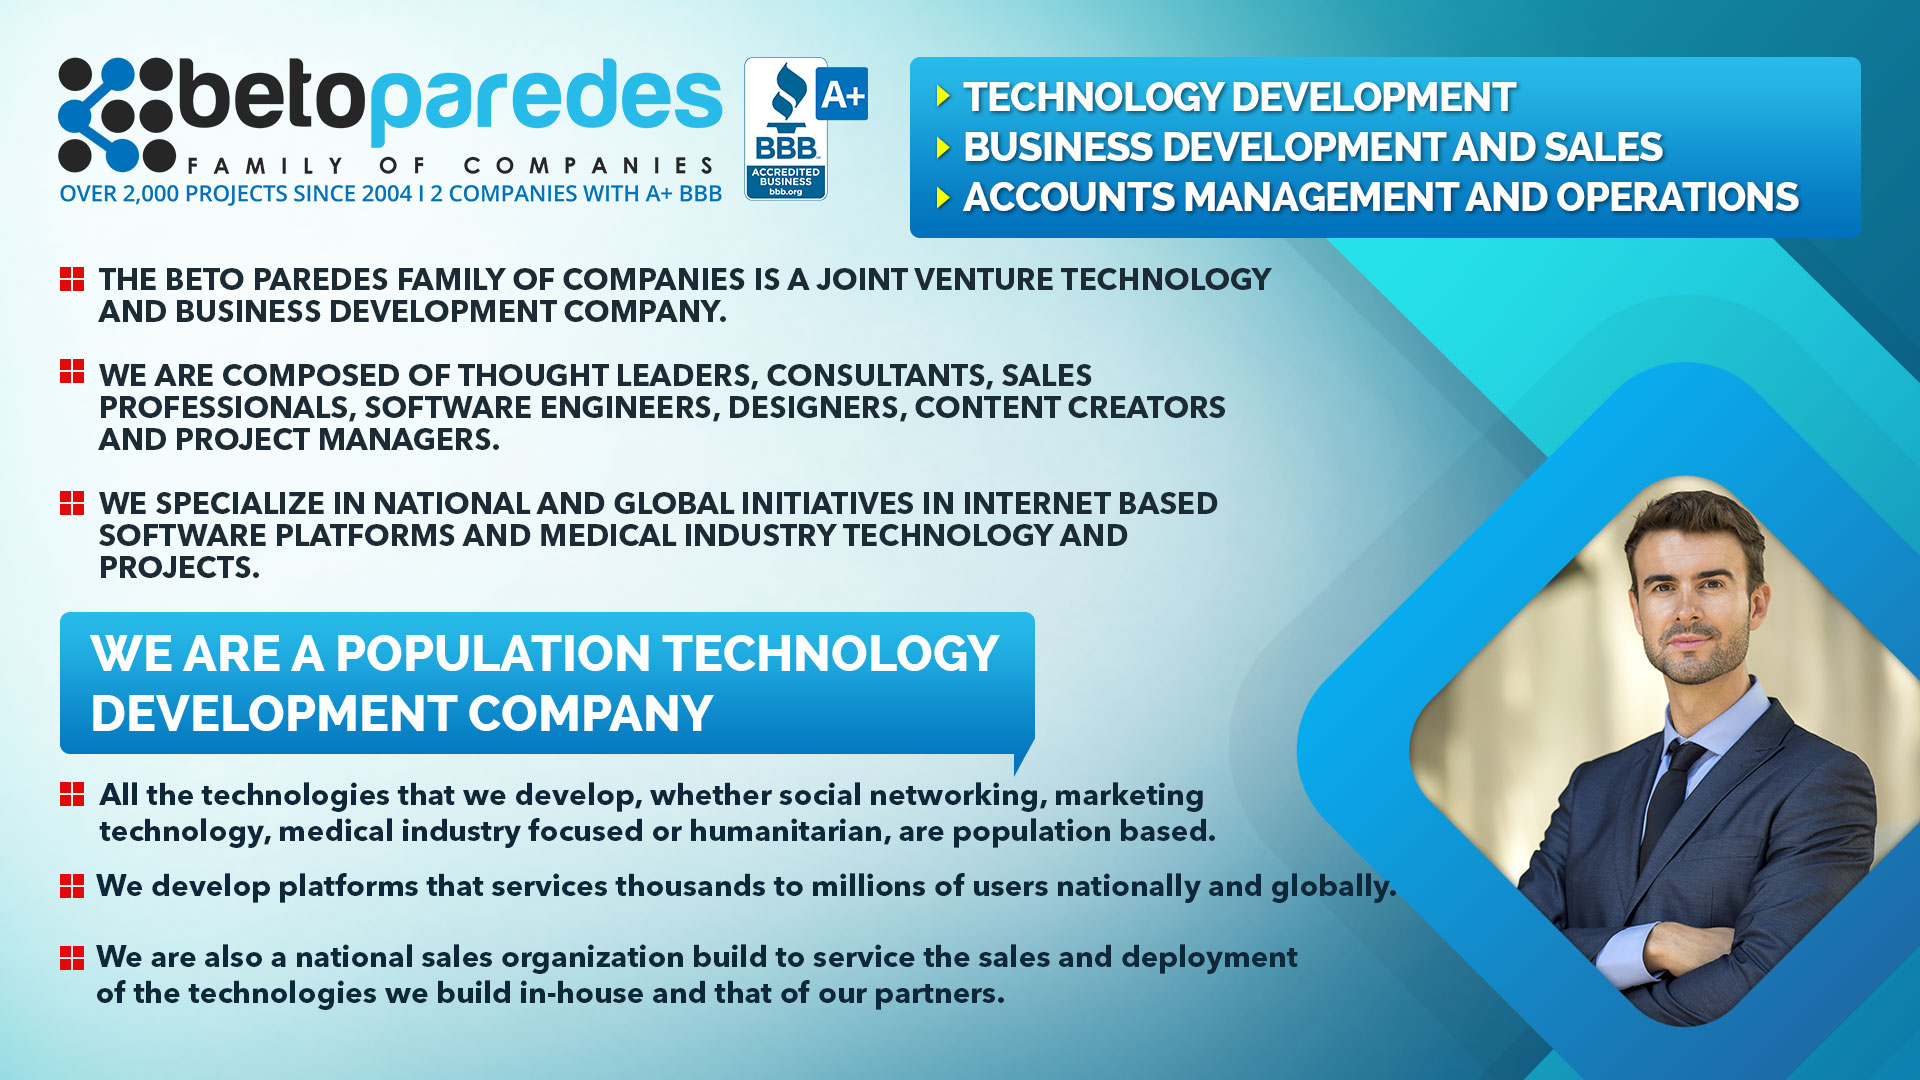 betoparedes
FAMILY OF COMPANIES
OVER 2,000 PROJECTS SINCE 2004 I 2 COMPANIES WITH A+ BBB
A+
BBB
ACCREDITED
BUSINESS
bbb.org
TECHNOLOGY DEVELOPMENT
BUSINESS DEVELOPMENT AND SALES
ACCOUNTS MANAGEMENT AND OPERATIONS
THE BETO PAREDES FAMILY OF COMPANIES IS A JOINT VENTURE TECHNOLOGY
AND BUSINESS DEVELOPMENT COMPANY.
WE ARE COMPOSED OF THOUGHT LEADERS, CONSULTANTS, SALES
PROFESSIONALS, SOFTWARE ENGINEERS, DESIGNERS, CONTENT CREATORS
AND PROJECT MANAGERS.
WE SPECIALIZE IN NATIONAL AND GLOBAL INITIATIVES IN INTERNET BASED
SOFTWARE PLATFORMS AND MEDICAL INDUSTRY TECHNOLOGY AND
PROJECTS.
WE ARE A POPULATION TECHNOLOGY
DEVELOPMENT COMPANY
All the technologies that we develop, whether social networking, marketing
technology, medical industry focused or humanitarian, are population based.
We develop platforms that services thousands to millions of users nationally and globally.
We are also a national sales organization build to service the sales and deployment
of the technologies we build in-house and that of our partners.